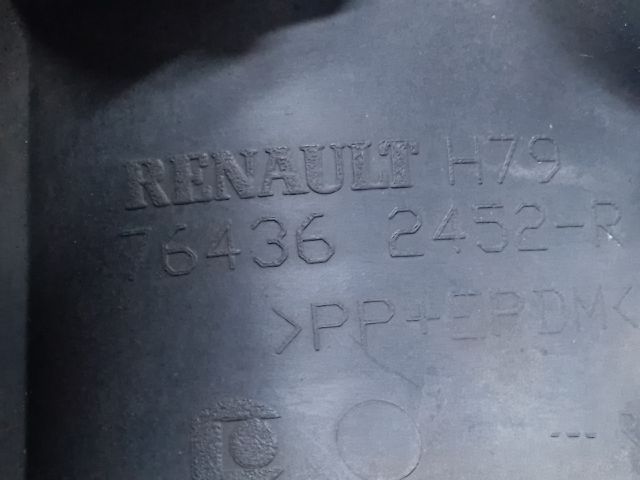 RENAULT H79
76436 2452-R
>PP+EPDM<
---